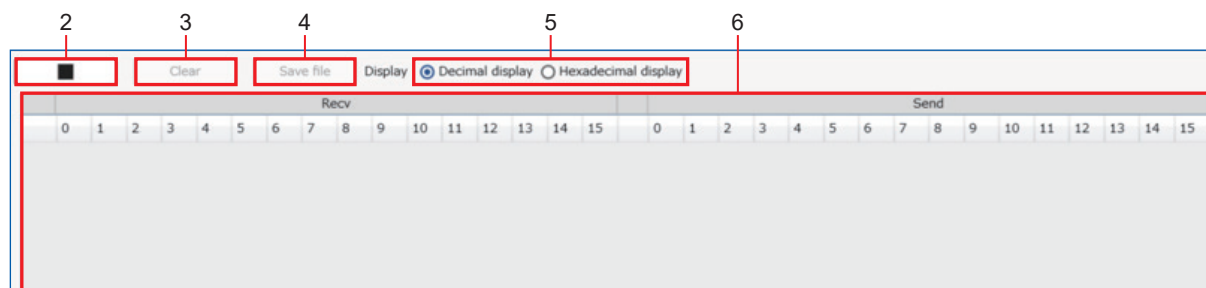 2 3 4 5 6
Clear Save file Display Decimal display Hexadecimal display
Recv Send
0 1 2 3 4 5 6 7 8 9 10 11 12 13 14 15 0 1 2 3 4 5 6 7 8 9 10 11 12 13 14 15